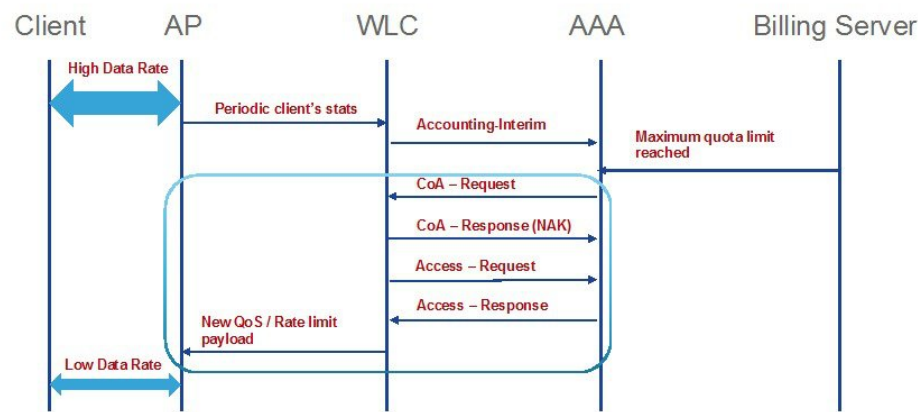 Client AP WLC AAA Billing Server
High Data Rate
Periodic client's stats
Accounting-Interim
Maximum quota limit
reached
CoA – Request
CoA – Response (NAK)
Access – Request
Access – Response
New QoS / Rate limit
payload
Low Data Rate